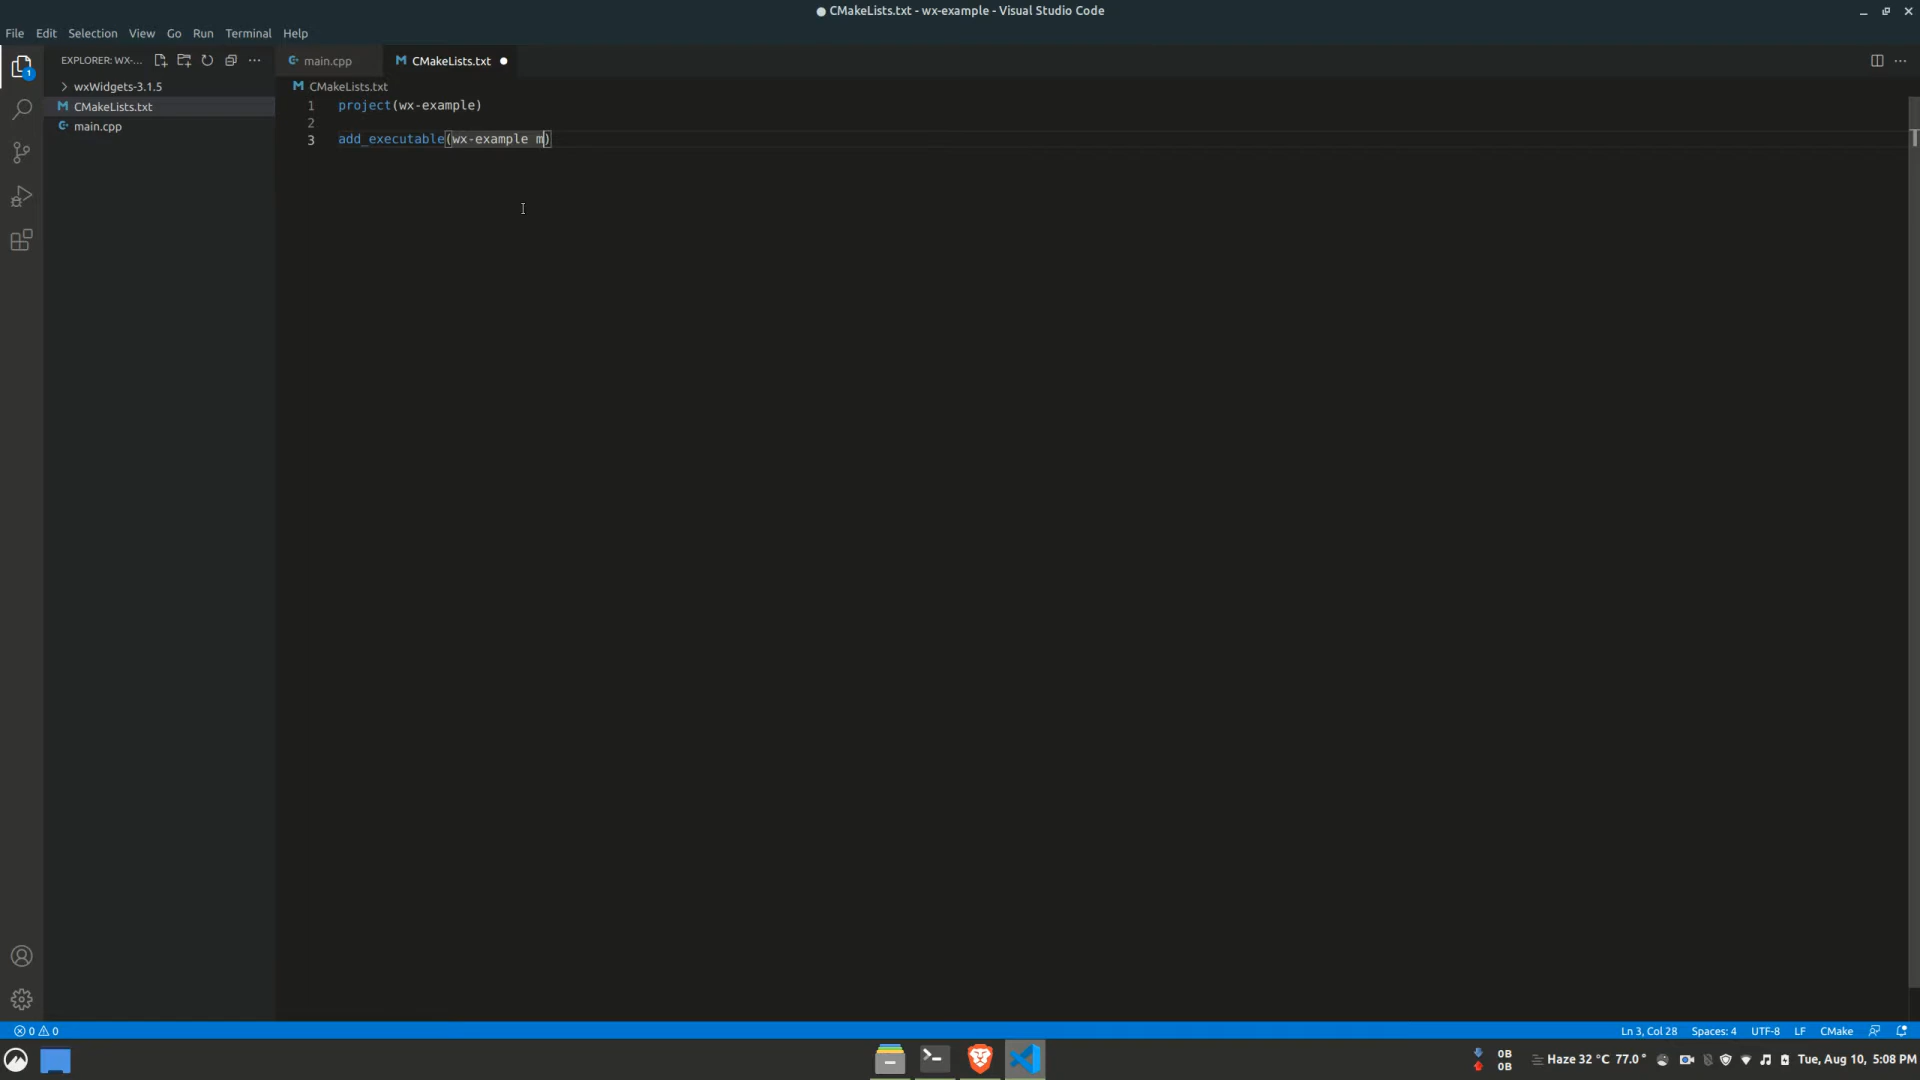 ● CMakeLists.txt - wx-example - Visual Studio Code
File Edit Selection View Go Run Terminal Help
EXPLORER: WX-...
main.cpp
CMakeLists.txt ●
1
wxWidgets-3.1.5
CMakeLists.txt
main.cpp
CMakeLists.txt
1 project(wx-example)
2
3 add_executable(wx-example m)
0 0
Ln 3, Col 28 Spaces: 4 UTF-8 LF CMake
0B
0B
Haze 32 °C 77.0° Tue, Aug 10, 5:08 PM